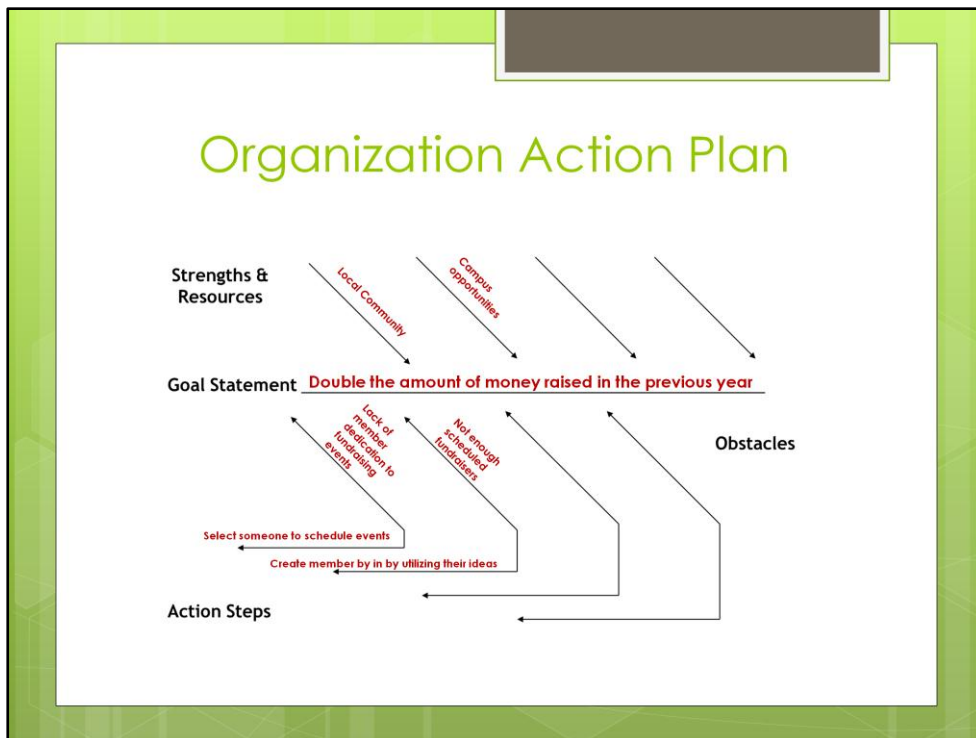 Organization Action Plan
Strengths &
Resources
Local Community
Campus
opportunities
Goal Statement
Double the amount of money raised in the previous year
Lack of
member
dedication to
fundraising
events
Not enough
scheduled
fundraisers
Obstacles
Select someone to schedule events
Create member by in by utilizing their ideas
Action Steps